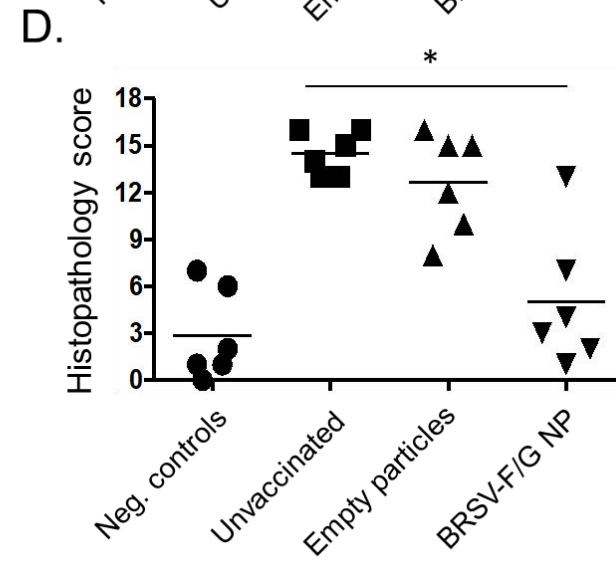 D.
*
Histopathology score
18
15
12
9
6
3
0
Neg. controls
Unvaccinated
Empty particles
BRSV-F/G NP